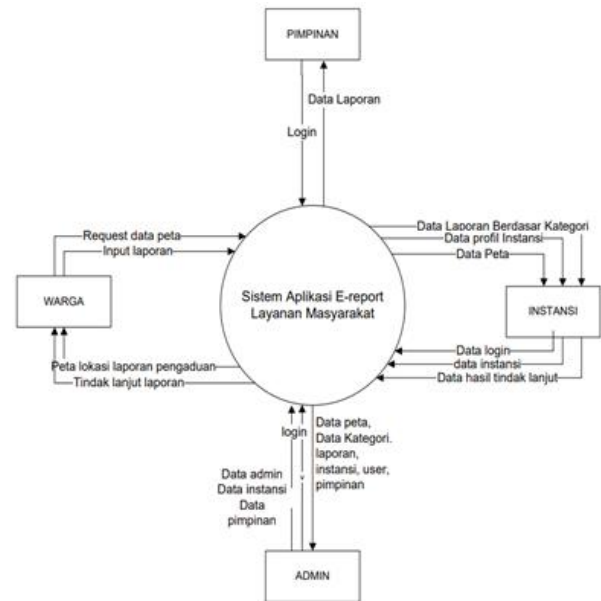 PIMPINAN
Data Laporan
Login
Request data peta
Input laporan
Data Laporan Berdasar Kategori
Data profil Instansi
Data Peta
WARGA
Sistem Aplikasi E-report
Layanan Masyarakat
INSTANSI
Peta lokasi laporan pengaduan
Tindak lanjut laporan
Data login
data instansi
Data hasil tindak lanjut
login
Data peta,
Data Kategori.
laporan,
instansi, user,
pimpinan
Data admin
Data instansi
Data
pimpinan
ADMIN